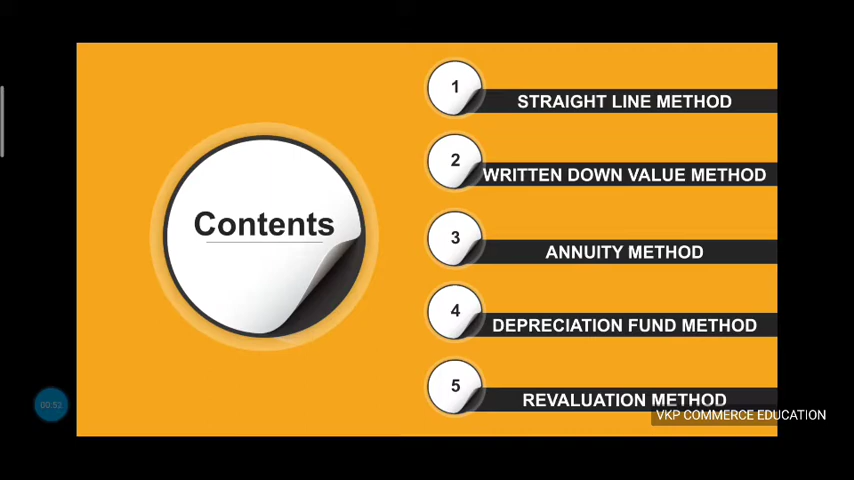 Contents
1
STRAIGHT LINE METHOD
2
WRITTEN DOWN VALUE METHOD
3
ANNUITY METHOD
4
DEPRECIATION FUND METHOD
5
REVALUATION METHOD
VKP COMMERCE EDUCATION
00:52